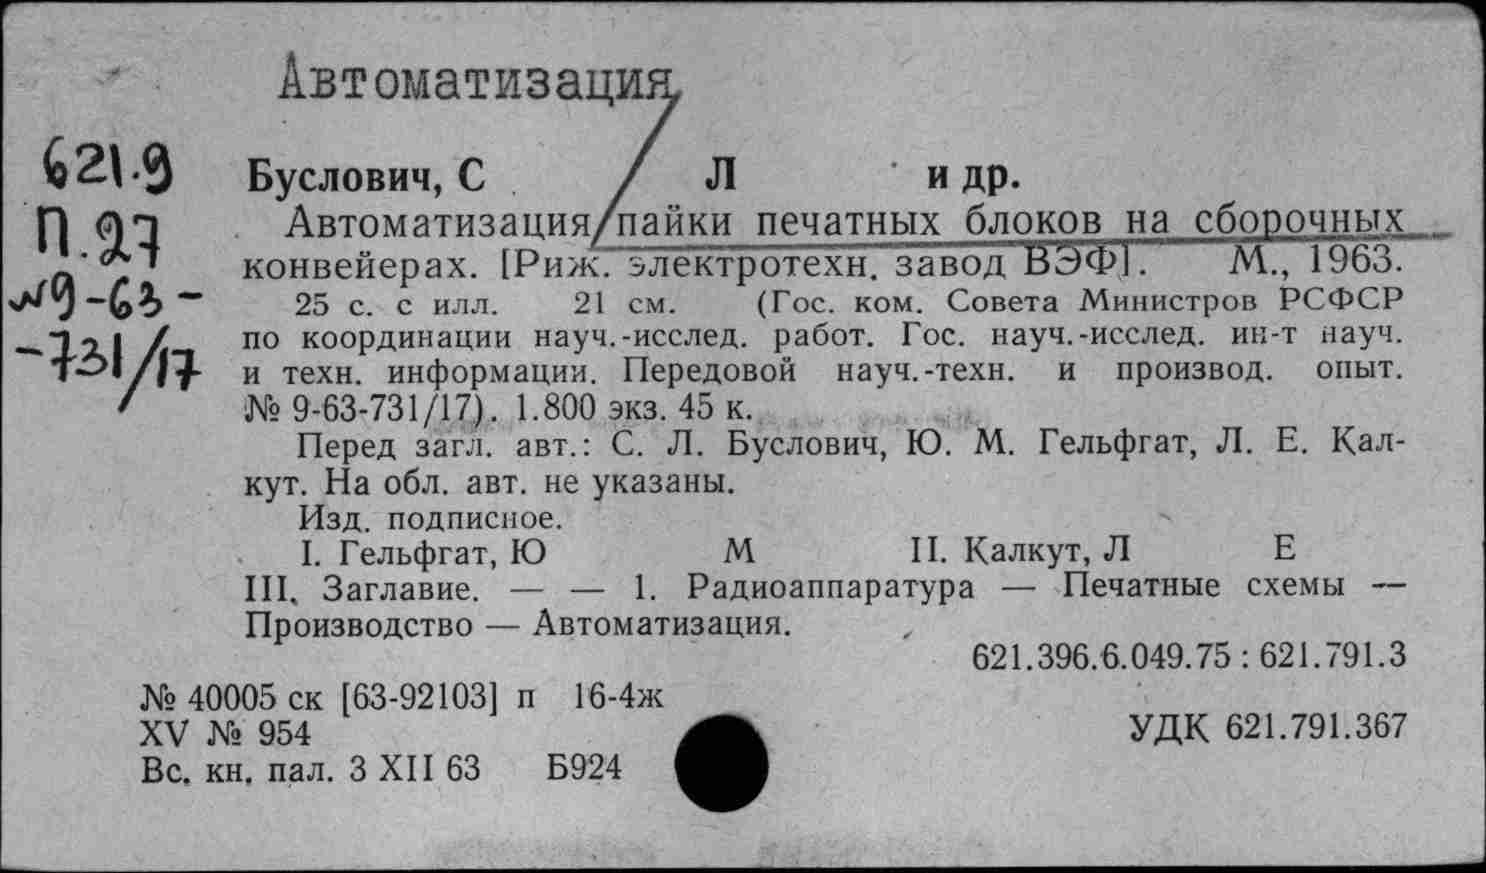 Автоматизация
621.9
П.27
№9-63-
-731/17
Буслович, С Л и др.
Автоматизация пайки печатных блоков на сборочных
конвейерах. [Риж. электротехн. завод ВЭФ]. М., 1963.
25 с. с илл. 21 см. (Гос. ком. Совета Министров РСФСР
по координации науч.-исслед. работ. Гос. науч.-исслед. ин-т науч.
и техн. информации. Передовой науч.-техн. и производ. опыт.
№ 9-63-731/17). 1.800 экз. 45 к.
Перед загл. авт.: С. Л. Буслович, Ю. М. Гельфгат, Л. Е. Кал-
кут. На обл. авт. не указаны.
Изд. подписное.
I. Гельфгат, Ю М II. Калкут, Л Е
III. Заглавие. — — 1. Радиоаппаратура — Печатные схемы —
Производство — Автоматизация.
621.396.6.049.75 : 621.791.3
№ 40005 ск [63-92103] п 16-4ж
XV № 954
УДК 621.791.367
Вс. кн. пал. 3 XII 63 Б924